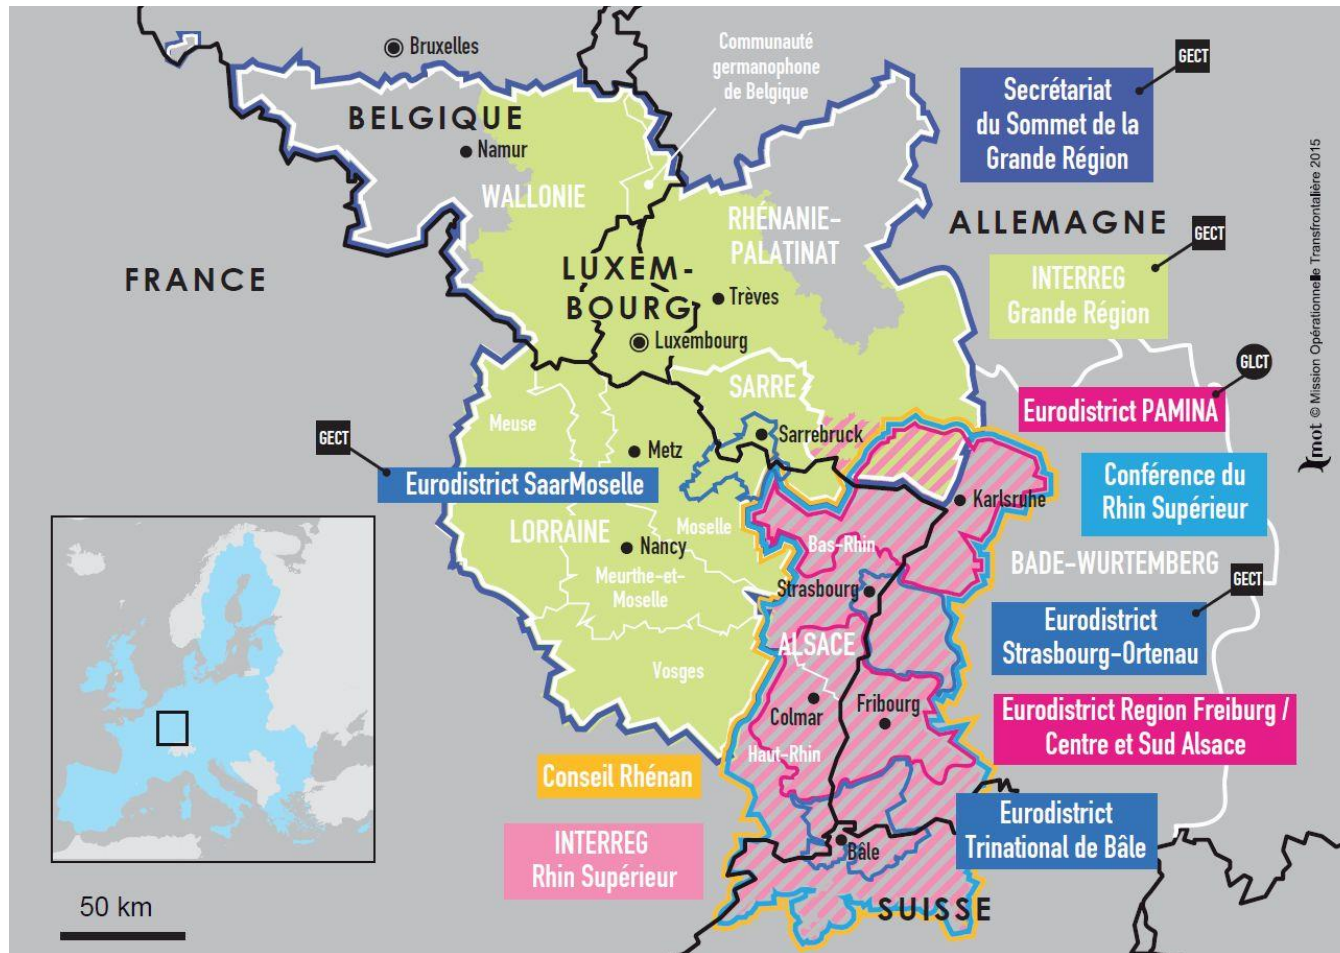 Bruxelles
Communauté
germanophone
de Belgique
GECT
Secrétariat
du Sommet de la
Grande Région
BELGIQUE
Namur
WALLONIE
RHÉNANIE-
PALATINAT
ALLEMAGNE
GECT
FRANCE
LUXEM-
BOURG
Trèves
INTERREG
Grande Région
Luxembourg
GLCT
SARRE
Eurodistrict PAMINA
Meuse
Sarrebruck
GECT
Metz
Eurodistrict SaarMoselle
Conférence du
Rhin Supérieur
Karlsruhe
LORRAINE
Moselle
Nancy
Bas-Rhin
BADE-WURTEMBERG
Meurthe-et-
Moselle
Strasbourg
GECT
Eurodistrict
Strasbourg-Ortenau
ALSACE
Vosges
Colmar
Fribourg
Eurodistrict Region Freiburg /
Centre et Sud Alsace
Haut-Rhin
Conseil Rhénan
Eurodistrict
Trinational de Bâle
INTERREG
Rhin Supérieur
Bâle
SUISSE
50 km
mot © Mission Opérationnelle Transfrontalière 2015